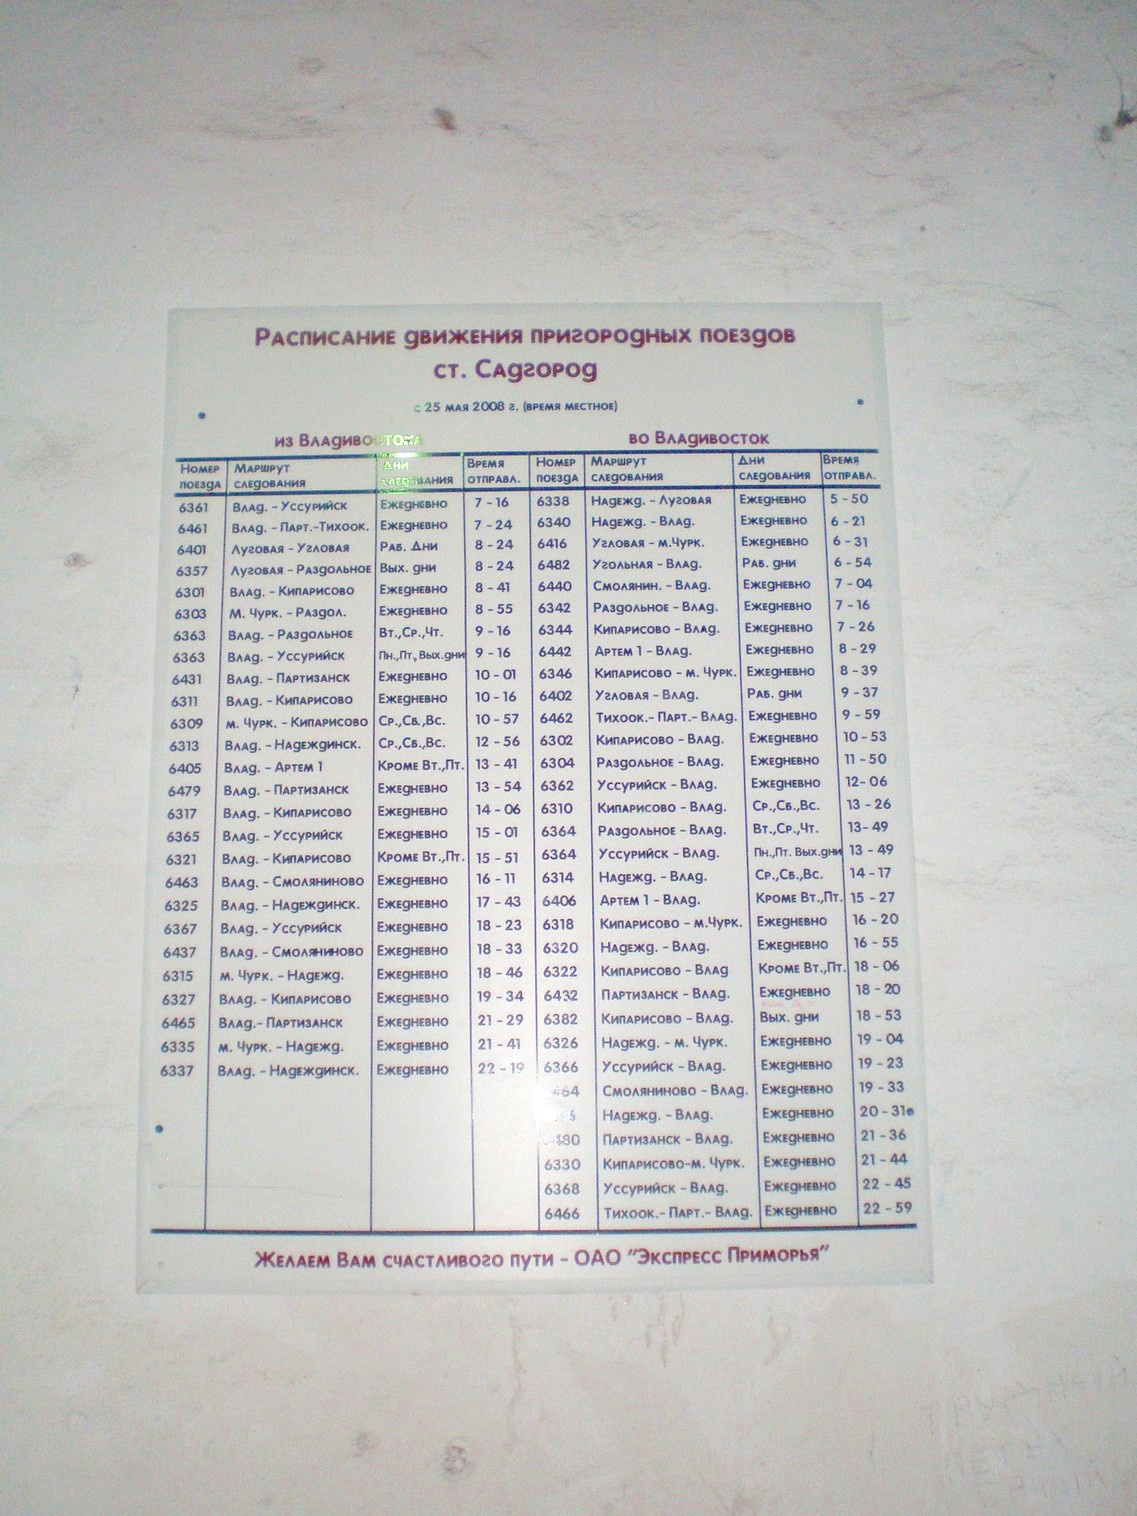 Расписание движения пригородных поездов
ст. Садгород
с 25 мая 2008 г. (время местное)
из Владивостока во Владивосток
Номер поезда Маршрут следования Дни следования Время отправл. Номер поезда Маршрут следования Дни следования Время отправл.
6361 Влад. - Уссурийск Ежедневно 7 - 16 6338 Надежд. - Луговая Ежедневно 5 - 50
6461 Влад. - Парт.-Тихоок. Ежедневно 7 - 24 6340 Надежд. - Влад. Ежедневно 6 - 21
6401 Луговая - Угловая Раб. Дни 8 - 24 6416 Угловая - м.Чурк. Ежедневно 6 - 31
6357 Луговая - Раздольное Вых. дни 8 - 24 6482 Угольная - Влад. Раб. дни 6 - 54
6301 Влад. - Кипарисово Ежедневно 8 - 41 6440 Смолянин. - Влад. Ежедневно 7 - 04
6303 М. Чурк. - Раздол. Ежедневно 8 - 55 6342 Раздольное - Влад. Ежедневно 7 - 16
6363 Влад. - Раздольное Вт.,Ср.,Чт. 9 - 16 6344 Кипарисово - Влад. Ежедневно 7 - 26
6363 Влад. - Уссурийск Пн.,Пт., Вых.дни 9 - 16 6442 Артем 1 - Влад. Ежедневно 8 - 29
6431 Влад. - Партизанск Ежедневно 10 - 01 6346 Кипарисово - м. Чурк. Ежедневно 8 - 39
6311 Влад. - Кипарисово Ежедневно 10 - 16 6402 Угловая - Влад. Раб. дни 9 - 37
6309 м. Чурк. - Кипарисово Ср.,Сб.,Вс. 10 - 57 6462 Тихоок.- Парт.- Влад. Ежедневно 9 - 59
6313 Влад. - Надеждинск. Ср.,Сб.,Вс. 12 - 56 6302 Кипарисово - Влад. Ежедневно 10 - 53
6405 Влад. - Артем 1 Кроме Вт.,Пт. 13 - 41 6304 Раздольное - Влад. Ежедневно 11 - 50
6479 Влад. - Партизанск Ежедневно 13 - 54 6362 Уссурийск - Влад. Ежедневно 12- 06
6317 Влад. - Кипарисово Ежедневно 14 - 06 6310 Кипарисово - Влад. Ср.,Сб.,Вс. 13 - 26
6365 Влад. - Уссурийск Ежедневно 15 - 01 6364 Раздольное - Влад. Вт.,Ср.,Чт. 13- 49
6321 Влад. - Кипарисово Кроме Вт.,Пт. 15 - 51 6364 Уссурийск - Влад. Пн.,Пт. Вых.дни 13 - 49
6463 Влад. - Смоляниново Ежедневно 16 - 11 6314 Надежд. - Влад. Ср.,Сб.,Вс. 14 - 17
6325 Влад. - Надеждинск. Ежедневно 17 - 43 6406 Артем 1 - Влад. Кроме Вт.,Пт. 15 - 27
6367 Влад. - Уссурийск Ежедневно 18 - 23 6318 Кипарисово - м.Чурк. Ежедневно 16 - 20
6437 Влад. - Смоляниново Ежедневно 18 - 33 6320 Надежд. - Влад. Ежедневно 16 - 55
6315 м. Чурк. - Надежд. Ежедневно 18 - 46 6322 Кипарисово - Влад Кроме Вт.,Пт. 18 - 06
6327 Влад. - Кипарисово Ежедневно 19 - 34 6432 Партизанск - Влад. Ежедневно 18 - 20
6465 Влад.- Партизанск Ежедневно 21 - 29 6382 Кипарисово - Влад. Вых. дни 18 - 53
6335 м. Чурк. - Надежд. Ежедневно 21 - 41 6326 Надежд. - м. Чурк. Ежедневно 19 - 04
6337 Влад. - Надеждинск. Ежедневно 22 - 19 6366 Уссурийск - Влад. Ежедневно 19 - 23
Смоляниново - Влад. Ежедневно 19 - 33
Надежд. - Влад. Ежедневно 20 - 31
Партизанск - Влад. Ежедневно 21 - 36
6330 Кипарисово-м. Чурк. Ежедневно 21 - 44
6368 Уссурийск - Влад. Ежедневно 22 - 45
6466 Тихоок.- Парт.- Влад. Ежедневно 22 - 59
Желаем Вам счастливого пути - ОАО "Экспресс Приморья"